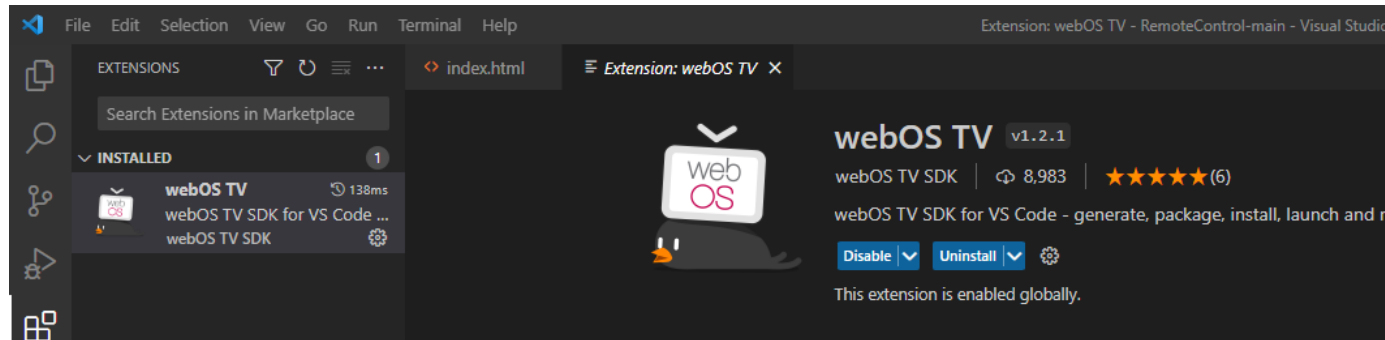 File Edit Selection View Go Run Terminal Help
Extension: webOS TV - RemoteControl-main - Visual Studio
EXTENSIONS
Search Extensions in Marketplace
INSTALLED 1
webOS TV 138ms
webOS TV SDK for VS Code ...
webOS TV SDK
index.html
Extension: webOS TV
web
OS
web
OS
webOS TV v1.2.1
webOS TV SDK 8,983 (6)
webOS TV SDK for VS Code - generate, package, install, launch and r
Disable Uninstall
This extension is enabled globally.